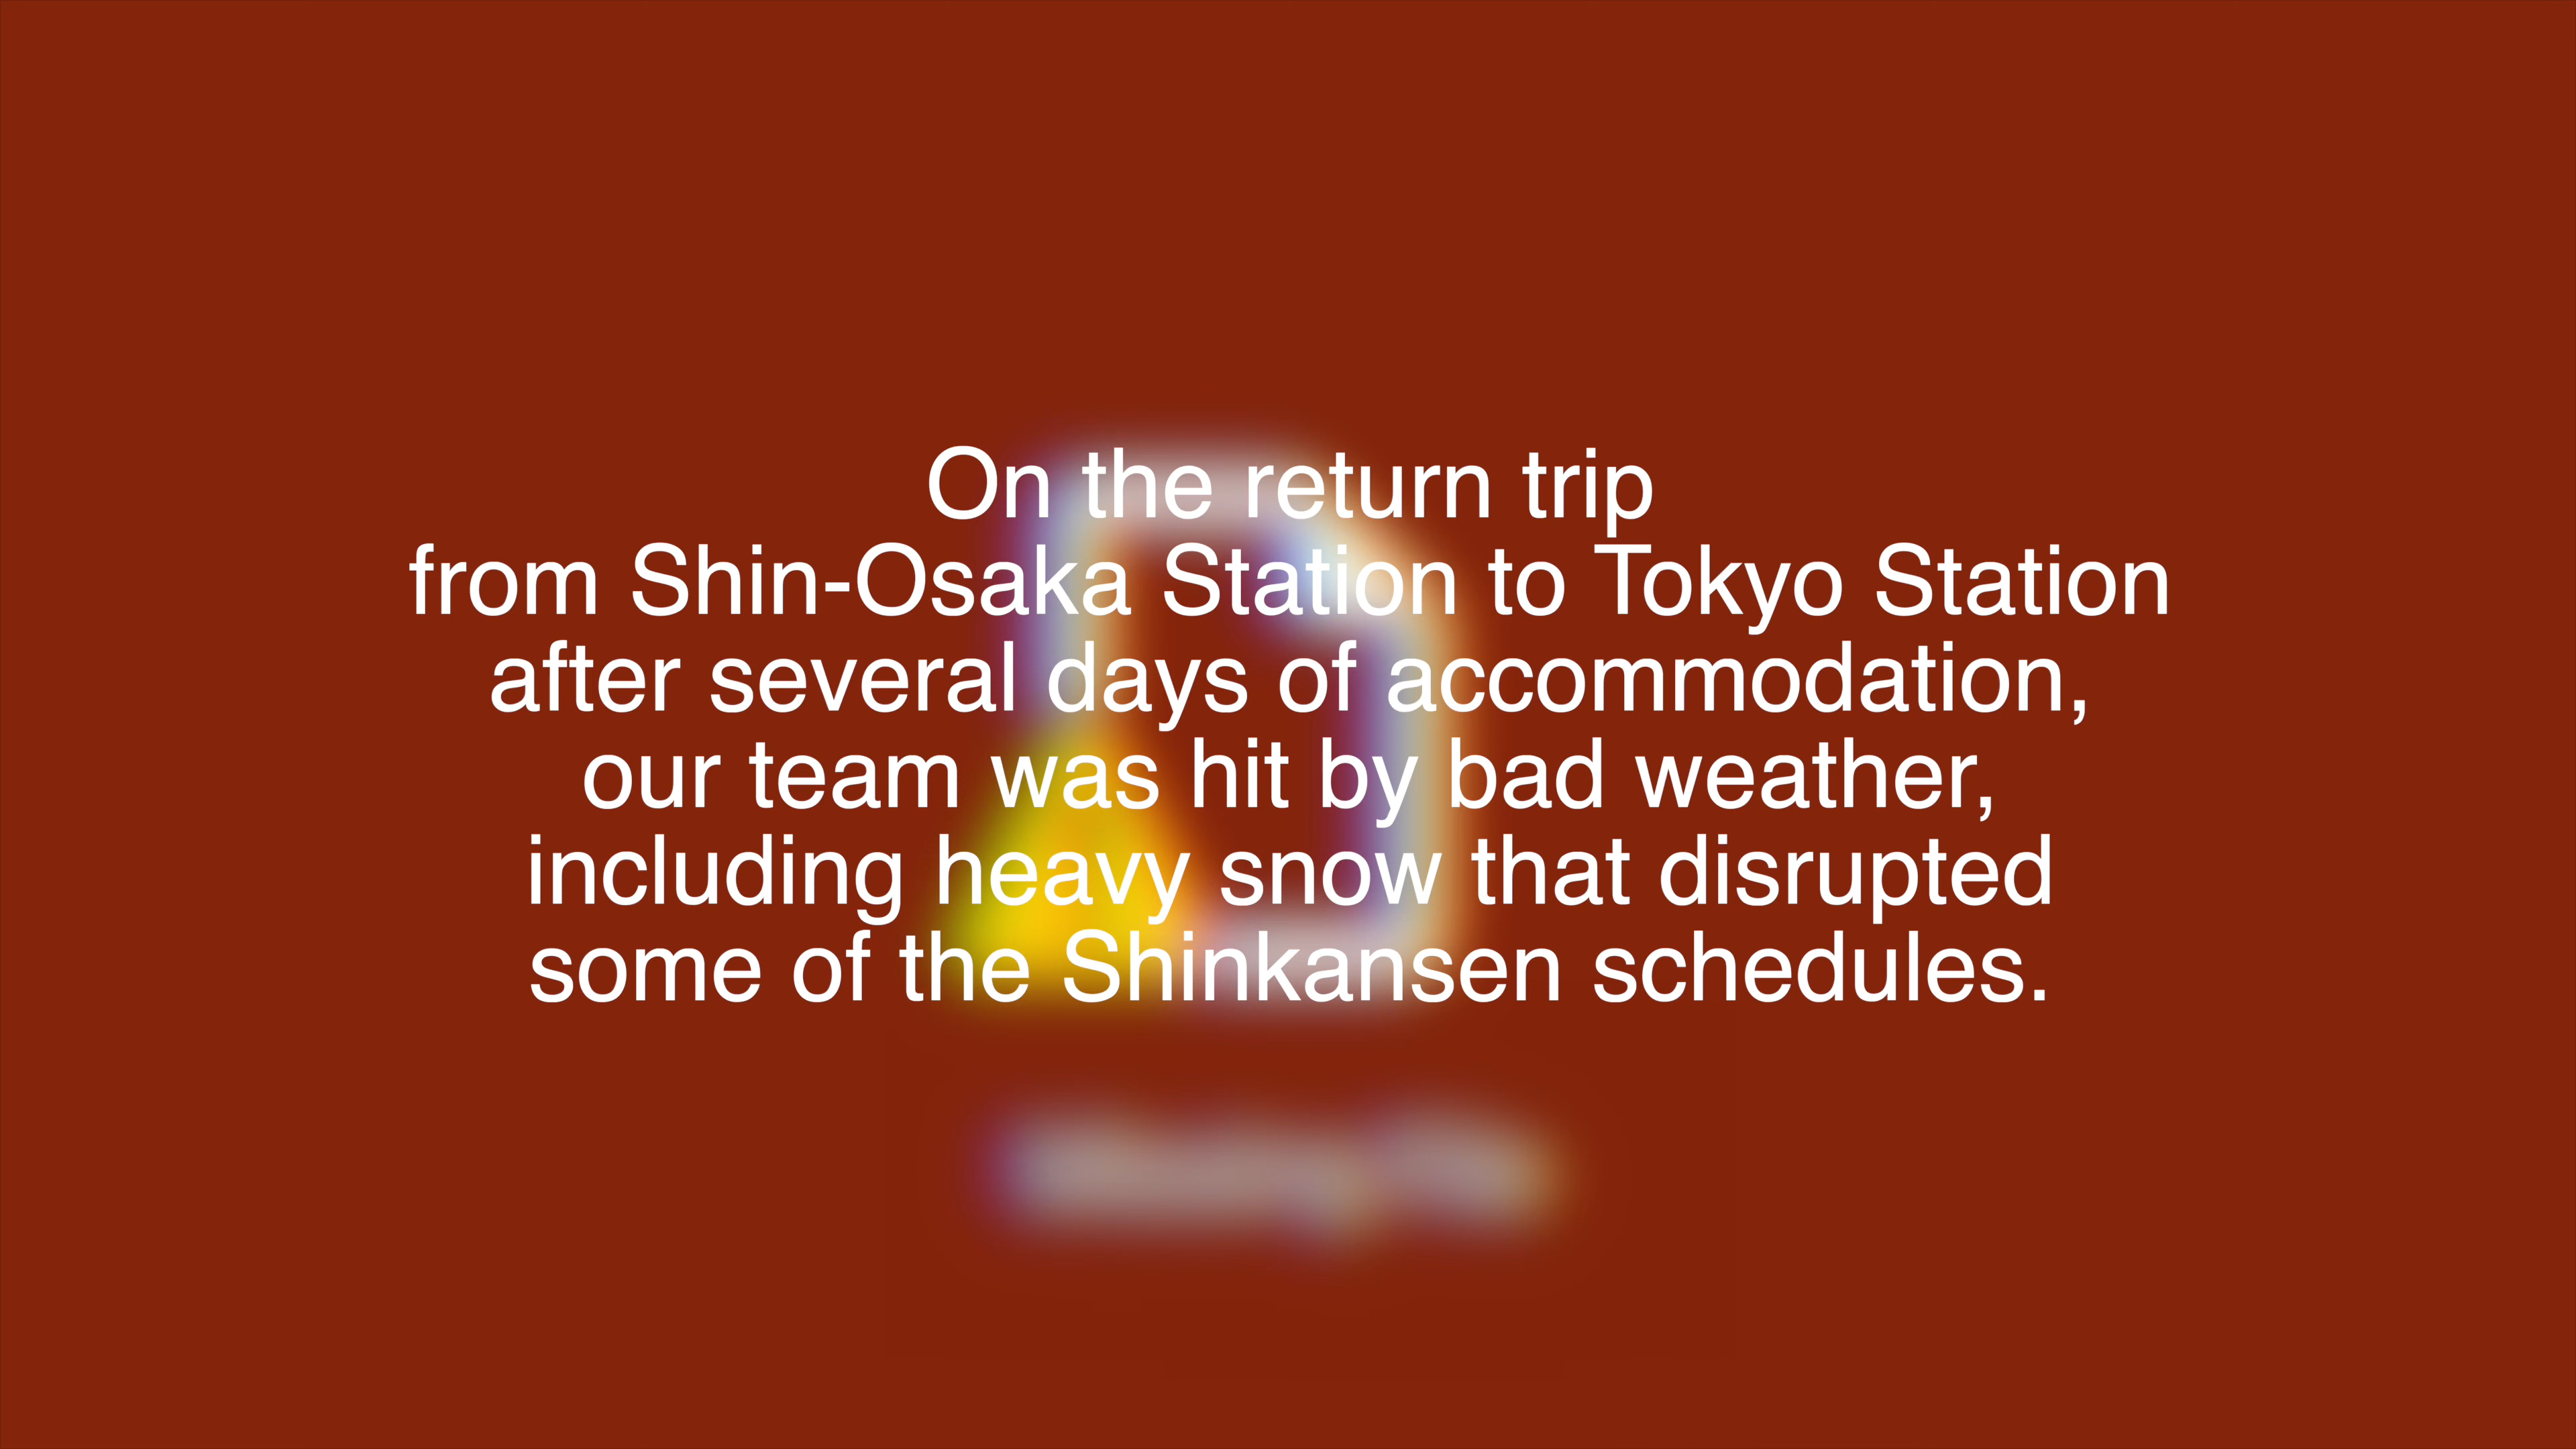 On the return trip
from Shin-Osaka Station to Tokyo Station
after several days of accommodation,
our team was hit by bad weather,
including heavy snow that disrupted
some of the Shinkansen schedules.